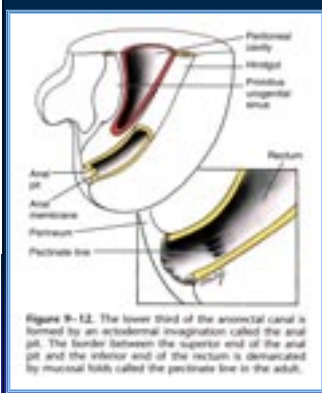 Peritoneal
cavity
Hindgut
Primitive
urogenital
sinus
Rectum
Anal
pit
Anal
membrane
Perineum
Pectinate line
Figure 9-12. The lower third of the anorectal canal is
formed by an ectodermal invagination called the anal
pit. The border between the superior end of the anal
pit and the inferior end of the rectum is demarcated
by mucosal folds called the pectinate line in the adult.